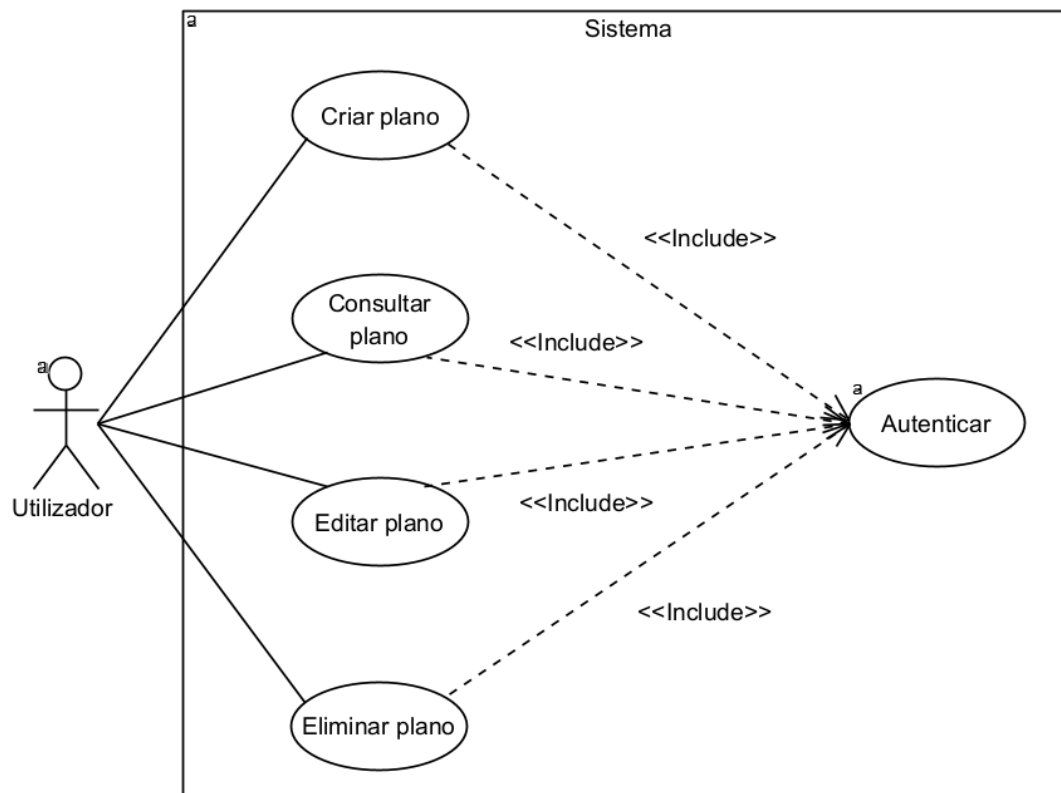 a
Sistema
Criar plano
<<Include>>
Consultar
plano
<<Include>>
a
a
Autenticar
Utilizador
<<Include>>
Editar plano
<<Include>>
Eliminar plano